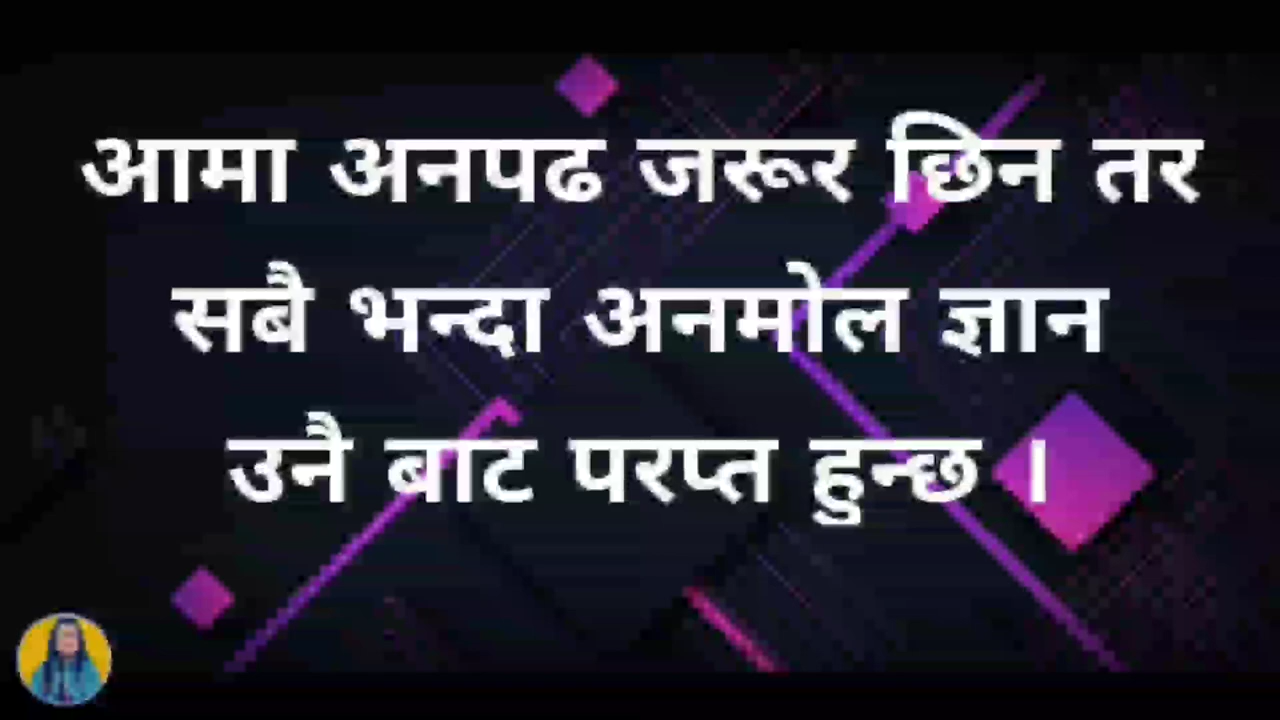 आमा अनपढ जरूर छिन तर
सबै भन्दा अनमोल ज्ञान
उनै बाट परप्त हुन्छ ।